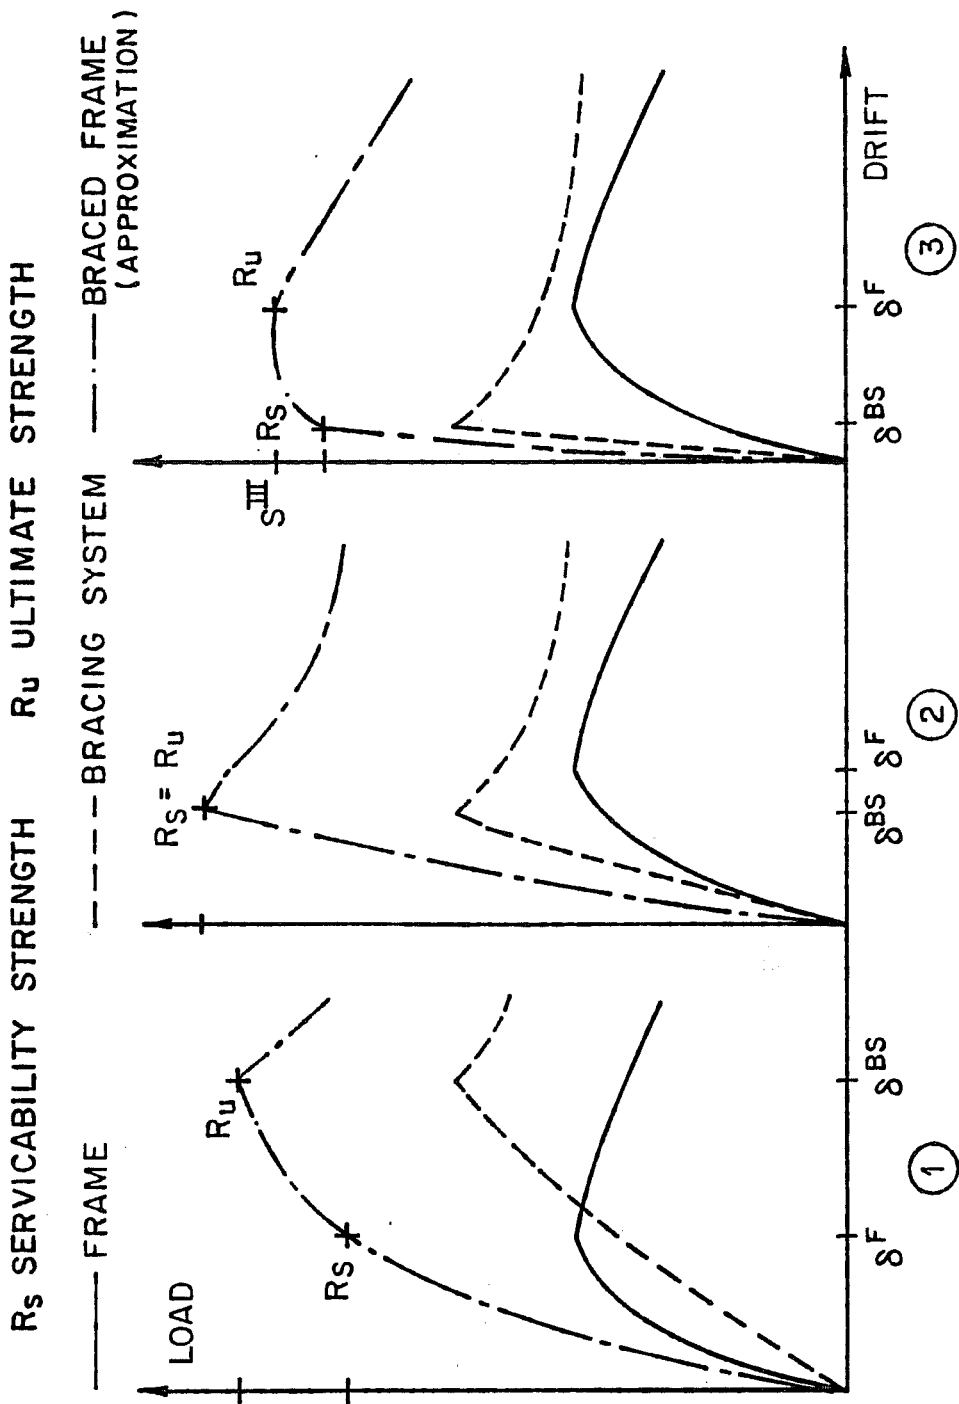 Rs SERVICABILITY STRENGTH Ru ULTIMATE STRENGTH
FRAME BRACING SYSTEM BRACED FRAME
(APPROXIMATION)
LOAD
Rs
Ru
Rs = Ru
SIII
Rs
Ru
δF δBS δBS δF δBS δF DRIFT
1 2 3